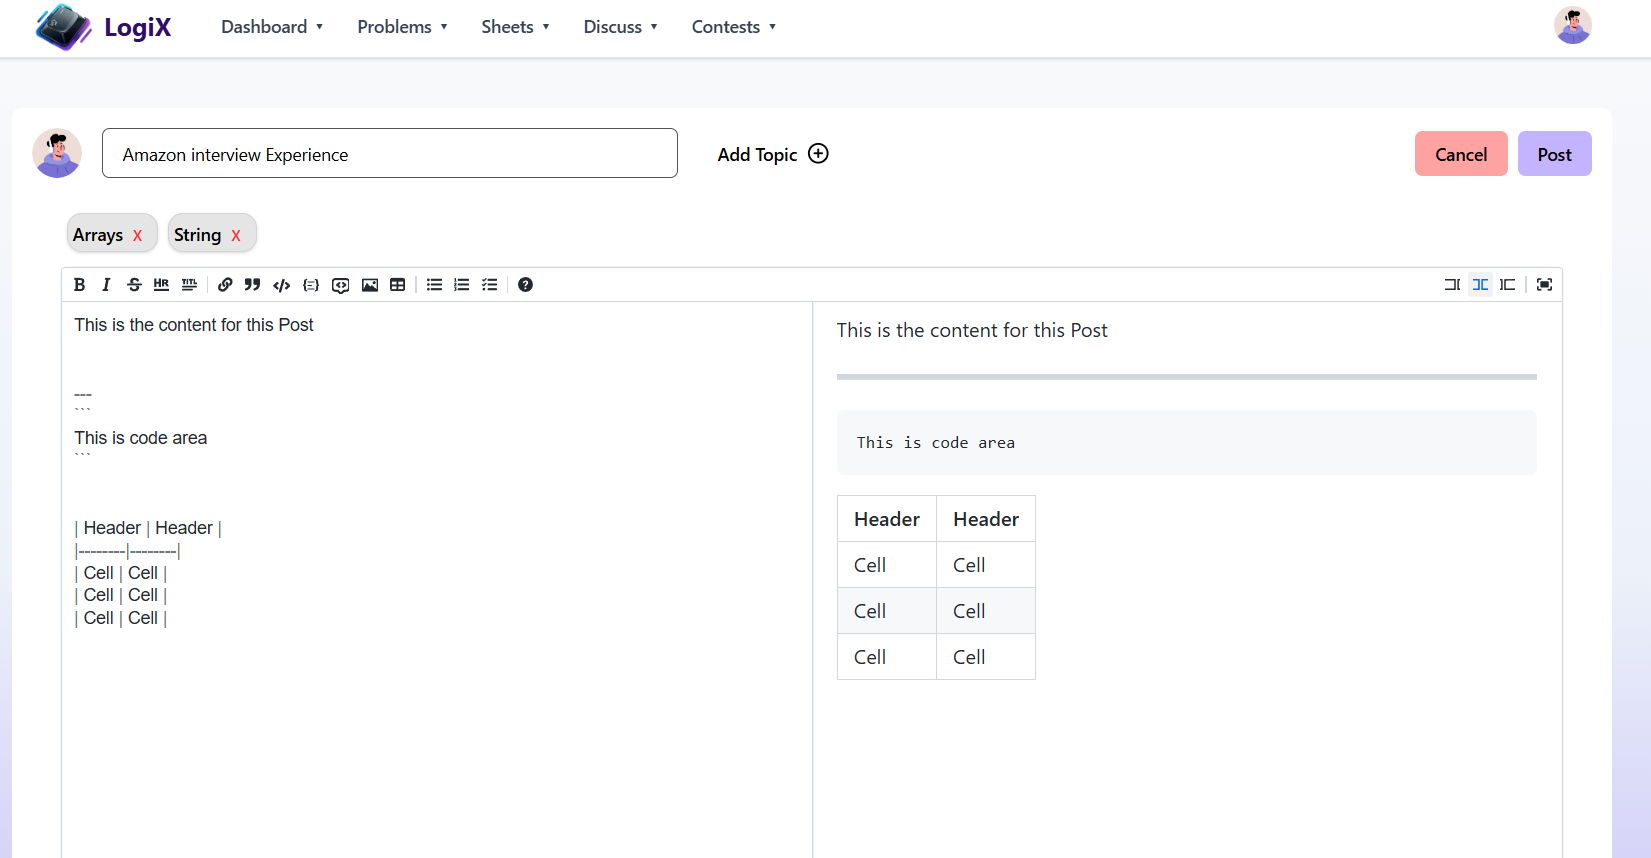 LogiX Dashboard ▼ Problems ▼ Sheets ▼ Discuss ▼ Contests ▼
Amazon interview Experience Add Topic Cancel Post
Arrays X String X
B I S HR TITL
This is the content for this Post
---
```
This is code area
```
| Header | Header |
|--------|--------|
| Cell | Cell |
| Cell | Cell |
| Cell | Cell |
This is the content for this Post
This is code area
Header Header
Cell Cell
Cell Cell
Cell Cell